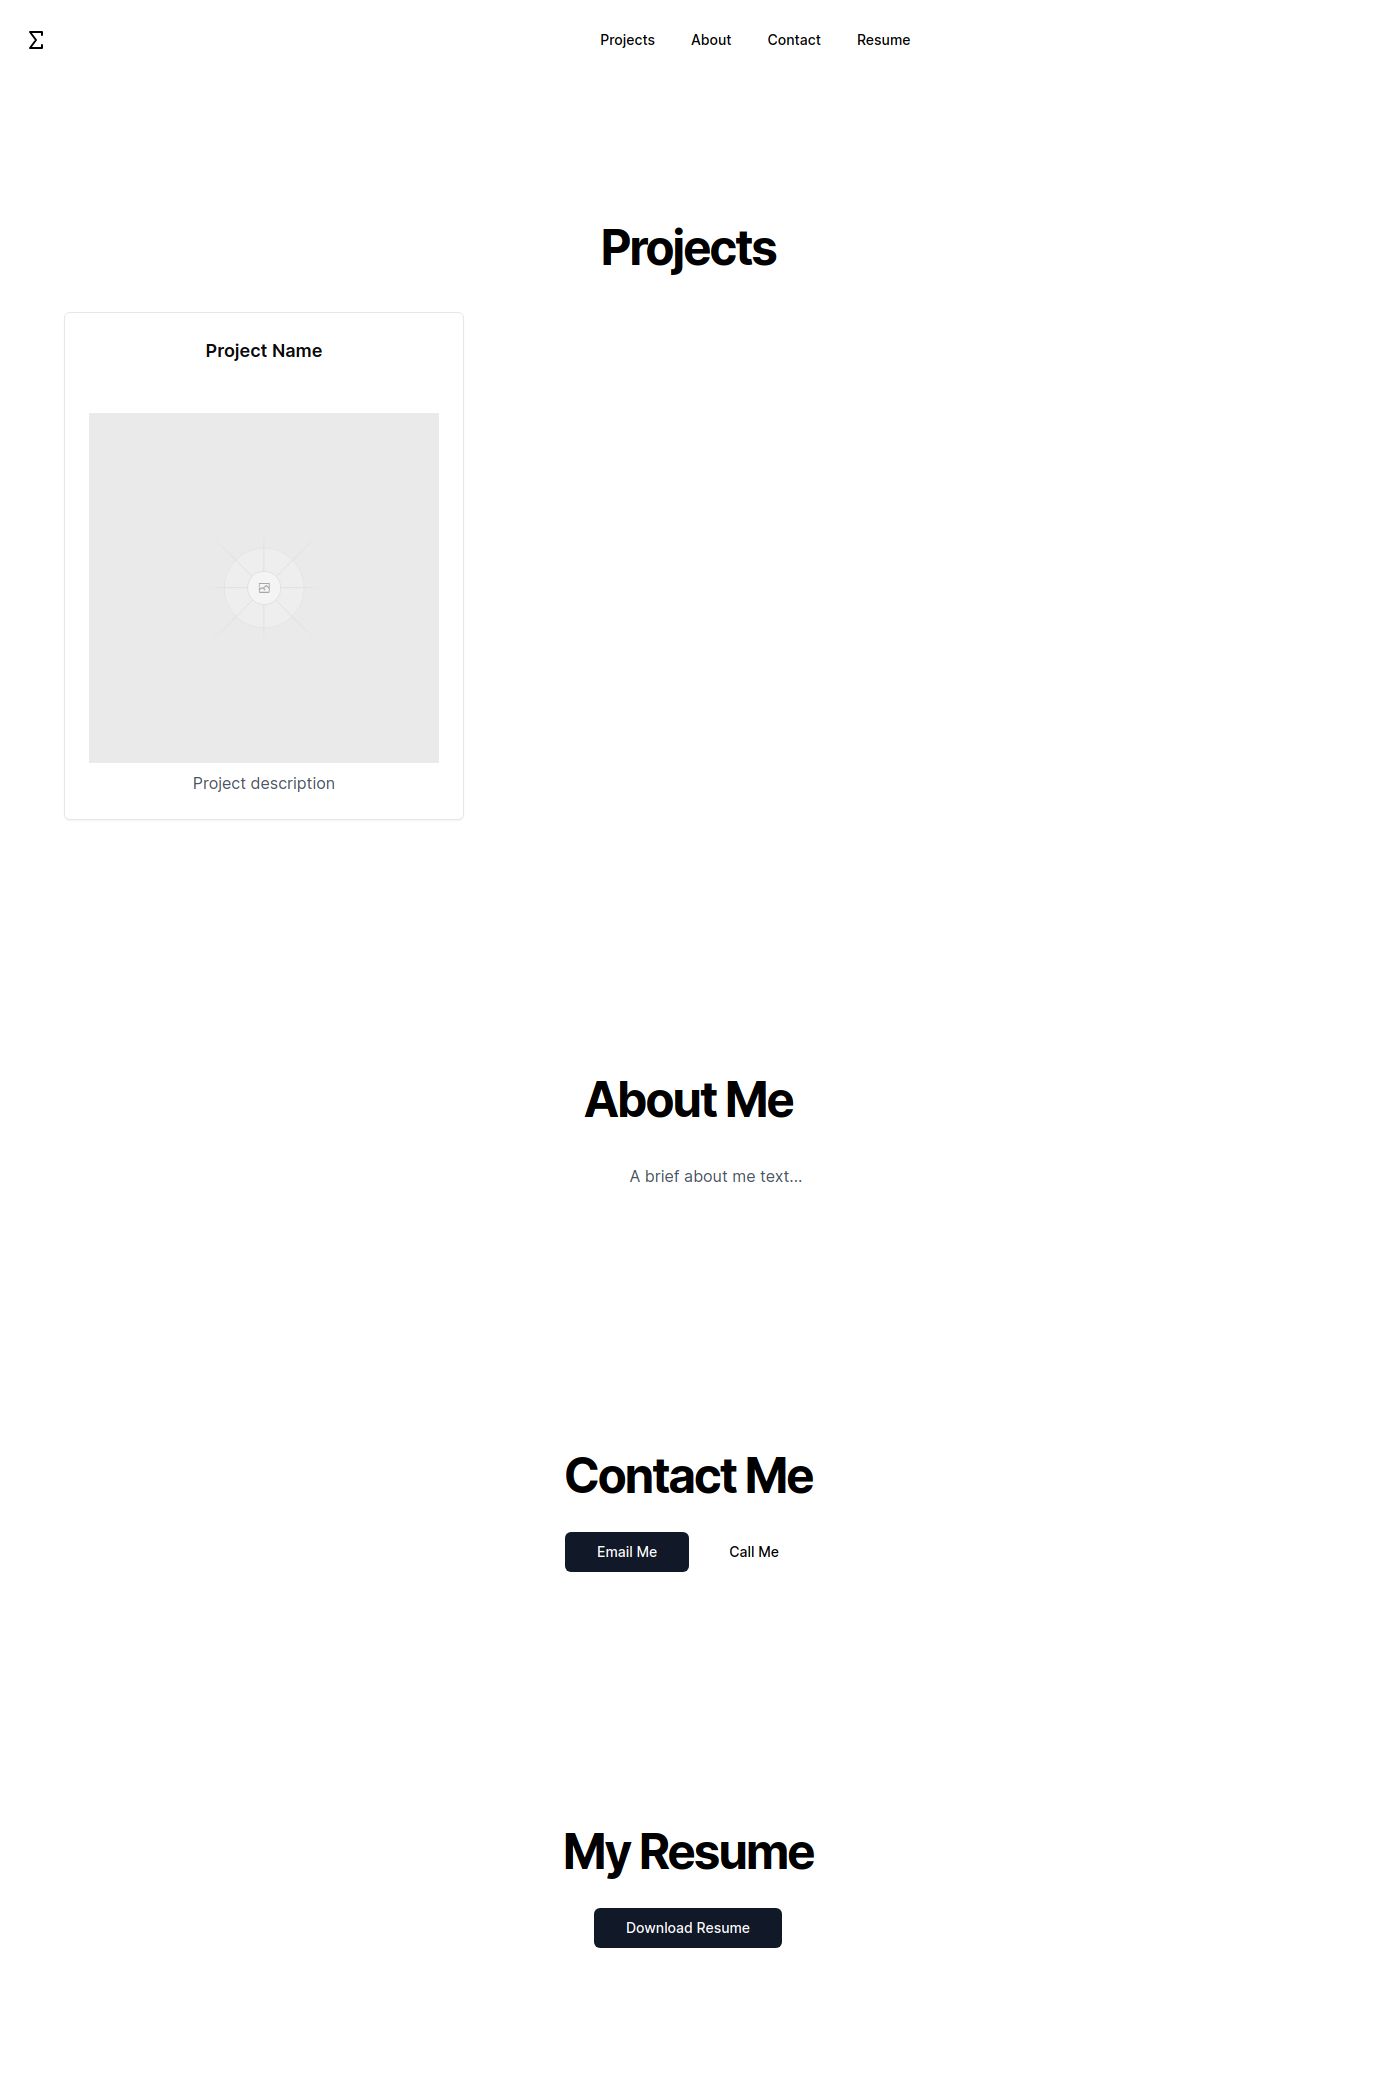 Σ
Projects About Contact Resume
Projects
Project Name
Project description
About Me
A brief about me text...
Contact Me
Email Me Call Me
My Resume
Download Resume